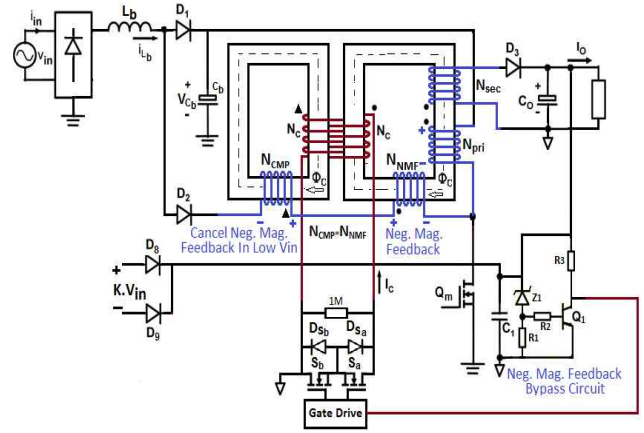 i_in
V_in
L_b
i_Lb
D_1
+
V_Cb
-
C_b
D_2
N_CMP
Φ_C
N_C
N_C
N_NMF
Φ_C
N_sec
N_pri
+
-
D_3
I_O
+
C_O
-
- +
+ -
Cancel Neg. Mag.
Feedback In Low Vin
N_CMP=N_NMF
Neg. Mag.
Feedback
D_8
+
K.V_in
-
D_9
I_C
1M
D_Sb
D_Sa
S_b
S_a
Gate Drive
Q_m
C_1
Z1
R1
R2
R3
Q_1
Neg. Mag. Feedback
Bypass Circuit